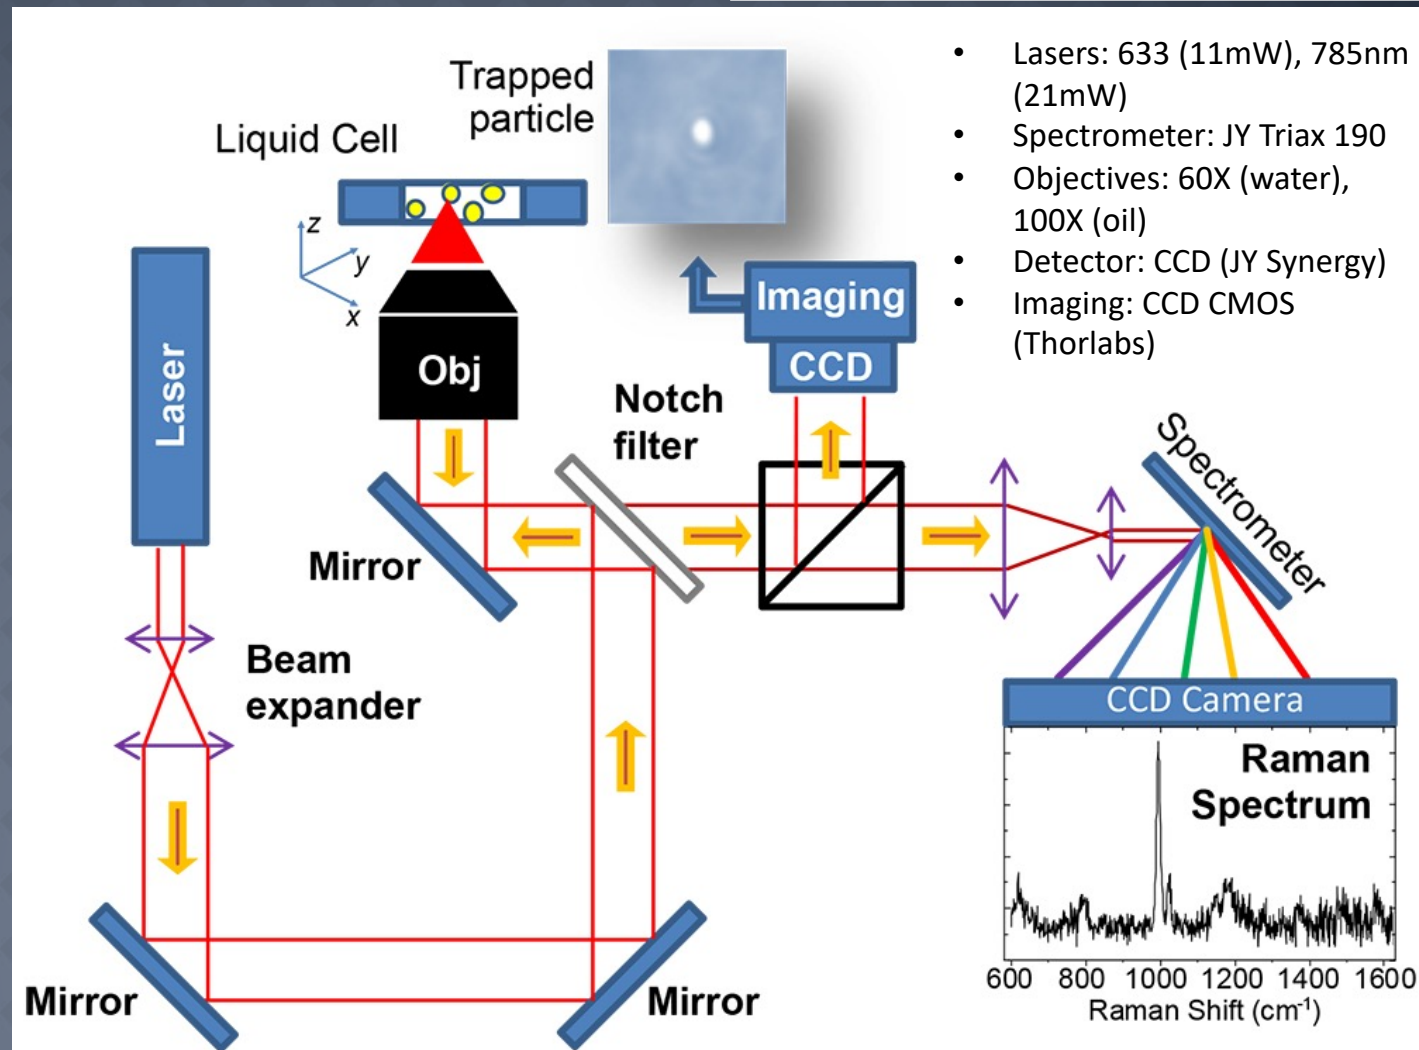 Trapped
particle
Liquid Cell
z
y
x
Laser
Obj
Imaging
CCD
Notch
filter
Mirror
Beam
expander
Mirror
Mirror
Spectrometer
CCD Camera
Raman
Spectrum
600 800 1000 1200 1400 1600
Raman Shift (cm⁻¹)
• Lasers: 633 (11mW), 785nm
(21mW)
• Spectrometer: JY Triax 190
• Objectives: 60X (water),
100X (oil)
• Detector: CCD (JY Synergy)
• Imaging: CCD CMOS
(Thorlabs)